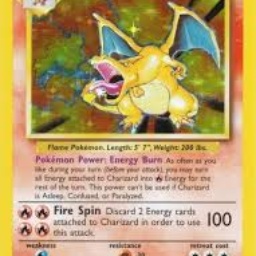 Flame Pokémon. Length: 5' 7", Weight: 200 lbs.
Pokémon Power: Energy Burn As often as you
like during your turn (before your attack), you may turn
all Energy attached to Charizard into Energy for the
rest of the turn. This power can't be used if Charizard
is Asleep, Confused, or Paralyzed.
Fire Spin Discard 2 Energy cards
attached to Charizard in order to use
this attack.
100
weakness resistance retreat cost